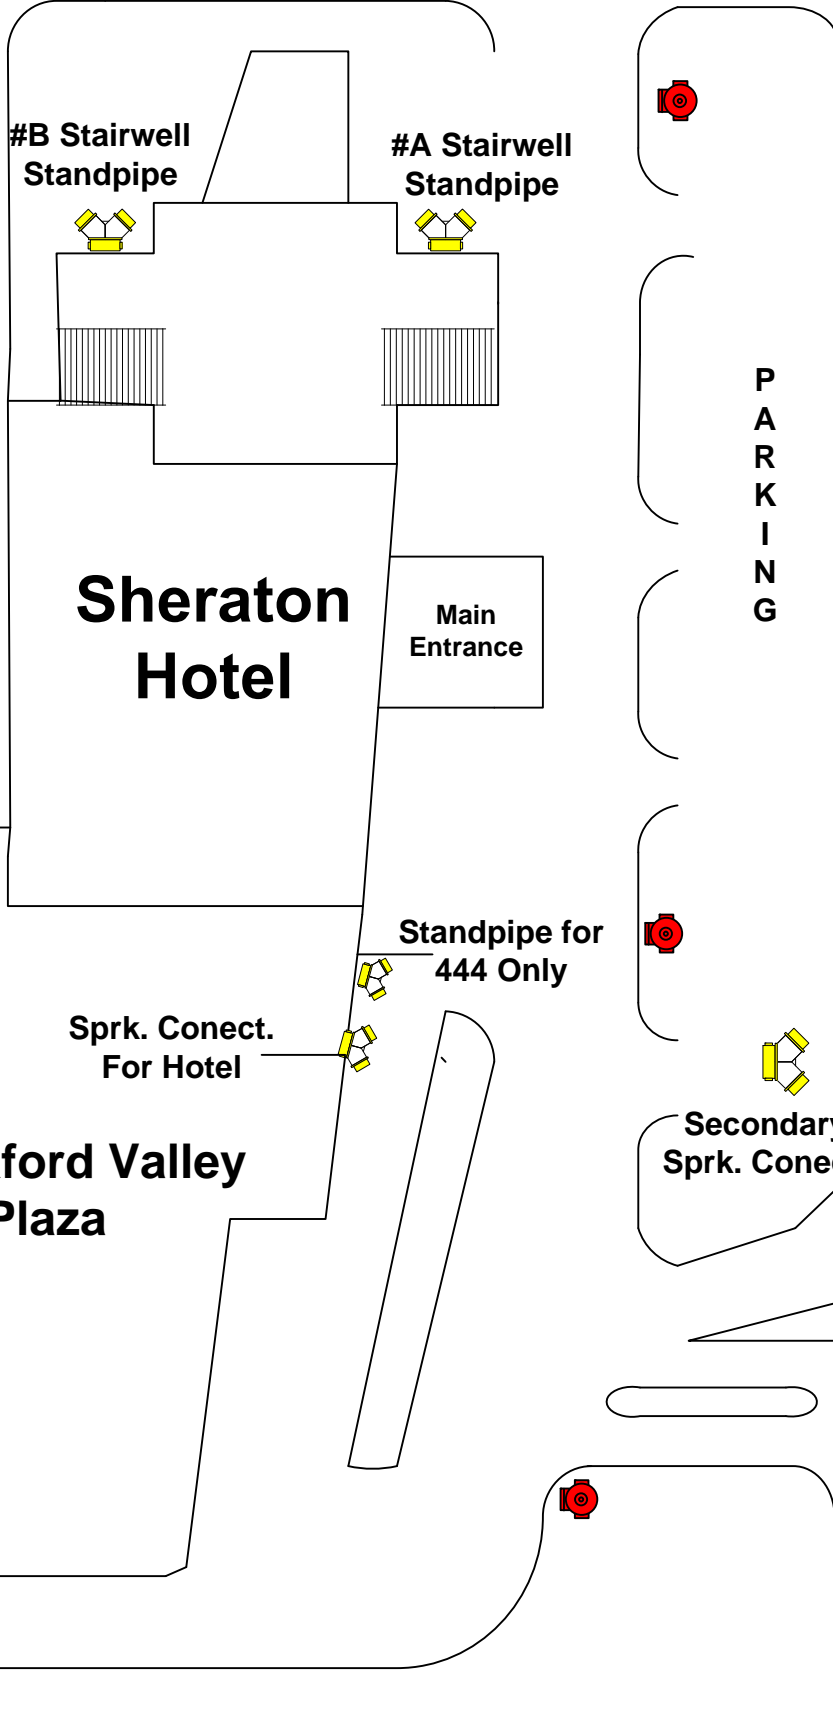 #B Stairwell
Standpipe
#A Stairwell
Standpipe
P
A
R
K
I
N
G
Sheraton
Hotel
Main
Entrance
Standpipe for
444 Only
Sprk. Conect.
For Hotel
Secondary
Sprk. Cone
ford Valley
Plaza